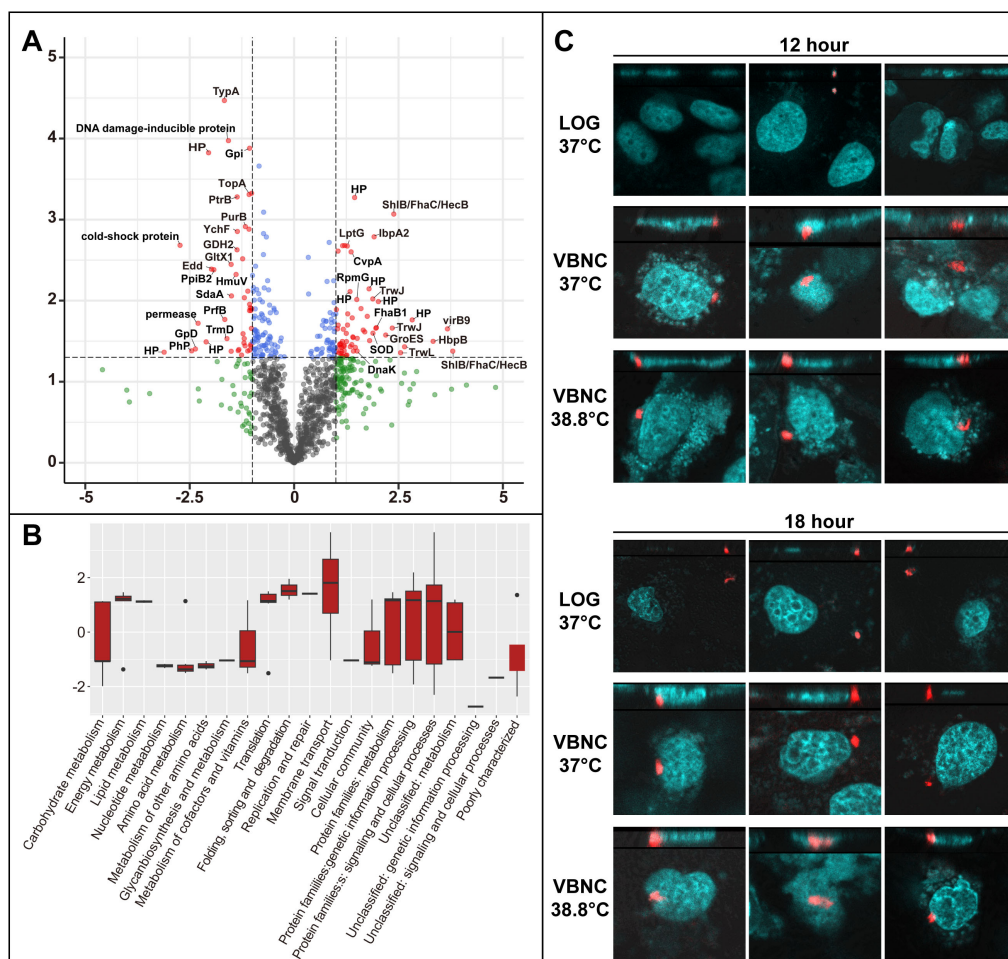 A
5
4
3
2
1
0
-5
-2.5
0
2.5
5
TypA
DNA damage-inducible protein
HP
Gpi
TopA
PtrB
PurB
YchF
cold-shock protein
GDH2
GltX1
Edd
PpiB2
HmuV
SdaA
permease
PrfB
GpD
TrmD
HP
PhP
HP
HP
ShlB/FhaC/HecB
LptG
IbpA2
CvpA
RpmG
HP
TrwJ
HP
HP
FhaB1
HP
virB9
TrwJ
GroES
HbpB
SOD
TrwL
DnaK
ShlB/FhaC/HecB
B
2
0
-2
Carbohydrate metabolism
Energy metabolism
Lipid metabolism
Nucleotide metabolism
Amino acid metabolism
Metabolism of other amino acids
Glycanbiosynthesis and metabolism
Metabolism of cofactors and vitamins
Translation
Folding, sorting and degradation
Replication and repair
Membrane transport
Signal transduction
Cellular community
Protein families: metabolism
Protein families:genetic information processing
Protein families:s: signaling and cellular processes
Unclassified: metabolism
Unclassified: genetic information processing
Unclassified: signaling and cellular processes
Poorly characterized
C
12 hour
LOG
37°C
VBNC
37°C
VBNC
38.8°C
18 hour
LOG
37°C
VBNC
37°C
VBNC
38.8°C